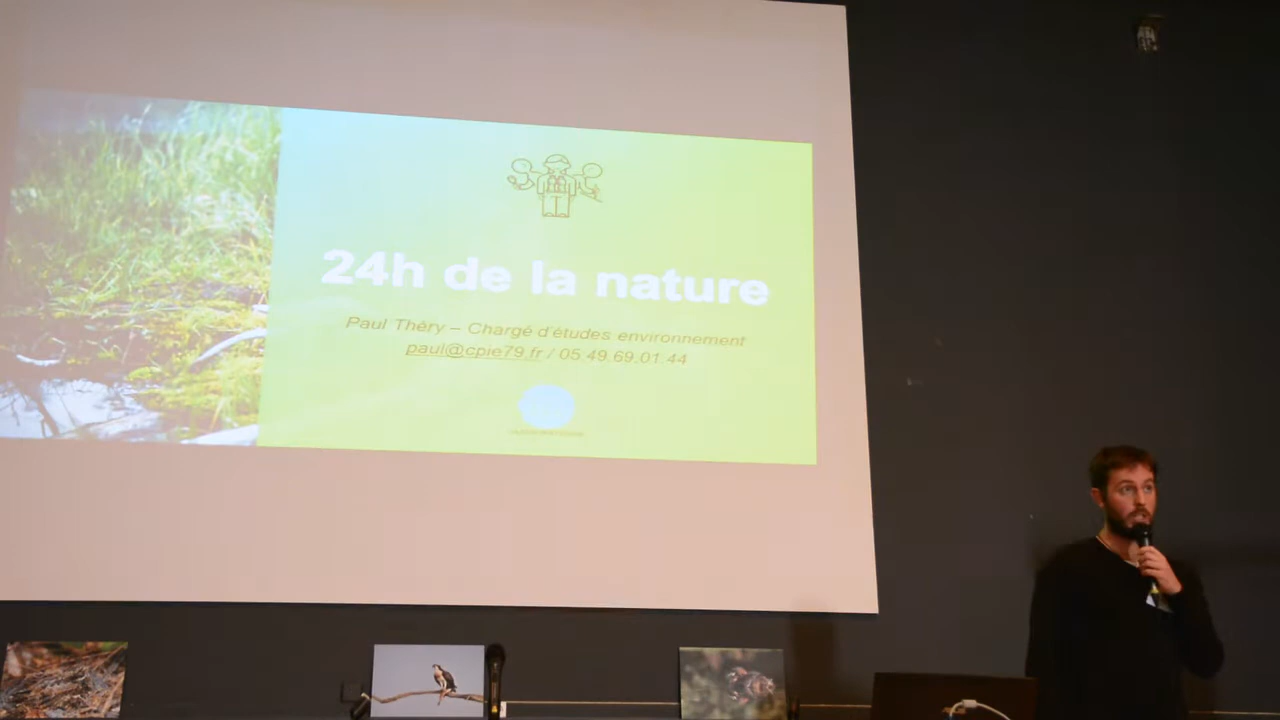 24h de la nature
Paul Théry – Chargé d'études environnement
paul@cpie79.fr / 05.49.69.01.44